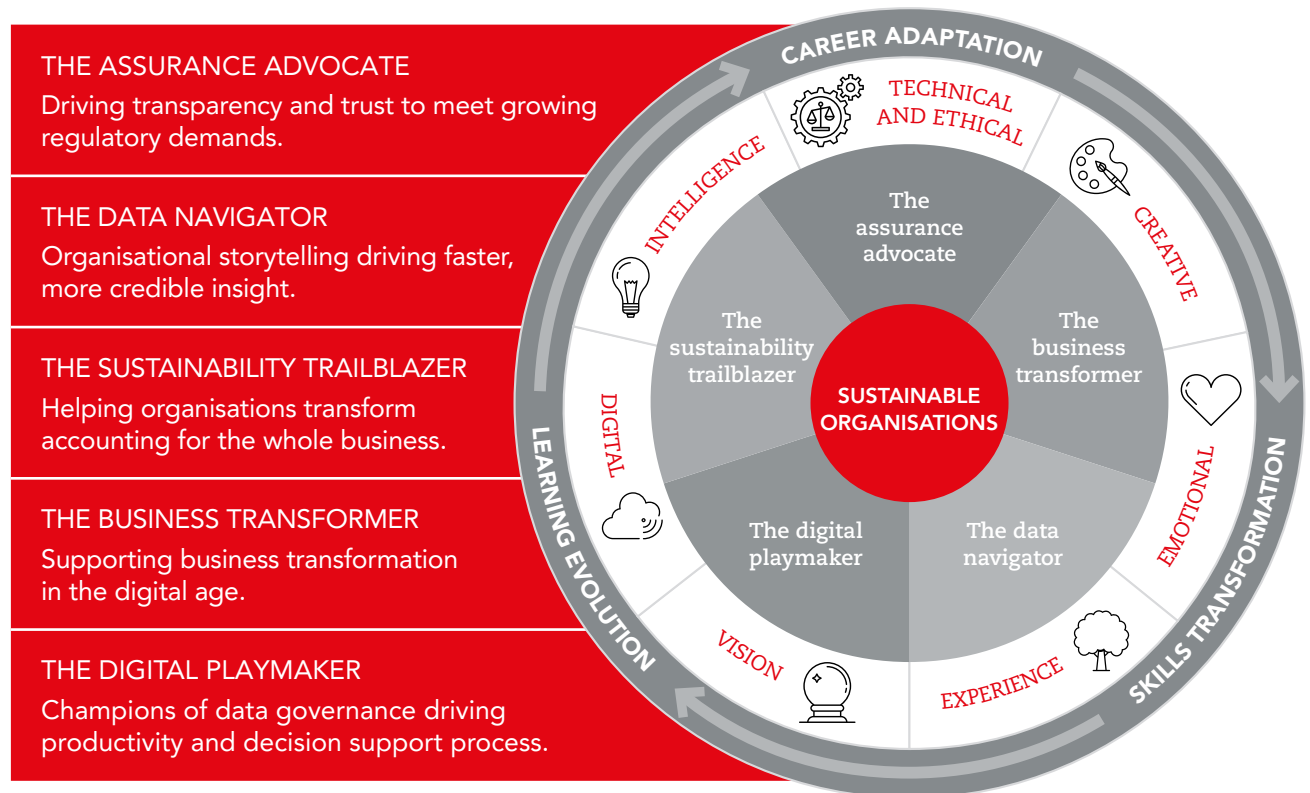 THE ASSURANCE ADVOCATE
Driving transparency and trust to meet growing
regulatory demands.
THE DATA NAVIGATOR
Organisational storytelling driving faster,
more credible insight.
THE SUSTAINABILITY TRAILBLAZER
Helping organisations transform
accounting for the whole business.
THE BUSINESS TRANSFORMER
Supporting business transformation
in the digital age.
THE DIGITAL PLAYMAKER
Champions of data governance driving
productivity and decision support process.
CAREER ADAPTATION
SKILLS TRANSFORMATION
LEARNING EVOLUTION
TECHNICAL
AND ETHICAL
CREATIVE
EMOTIONAL
EXPERIENCE
VISION
DIGITAL
INTELLIGENCE
The
assurance
advocate
The
business
transformer
The data
navigator
The digital
playmaker
The
sustainability
trailblazer
SUSTAINABLE
ORGANISATIONS